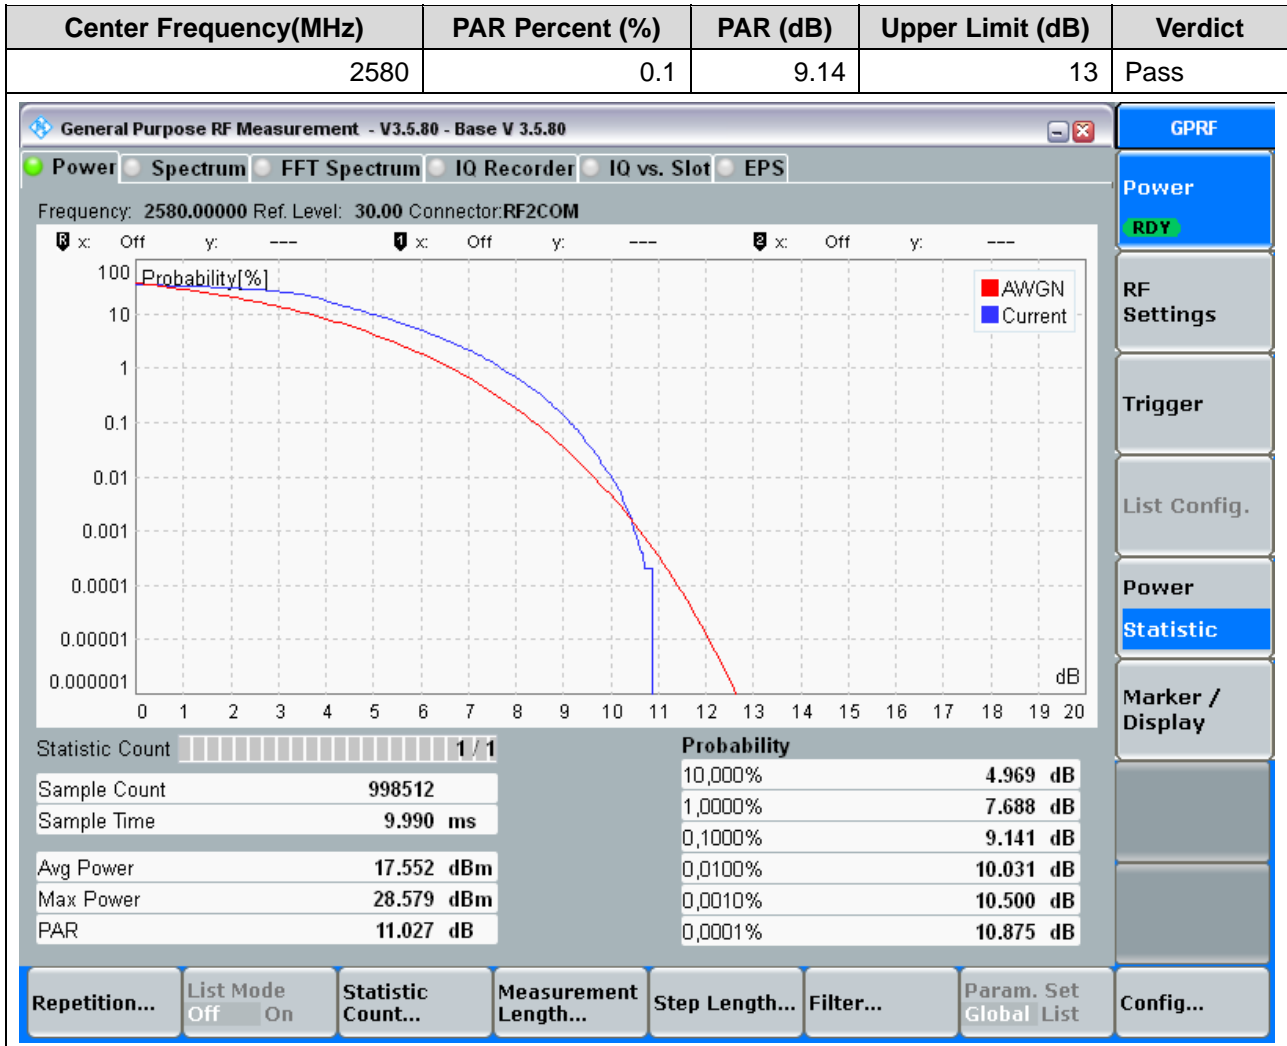 Center Frequency(MHz) PAR Percent (%) PAR (dB) Upper Limit (dB) Verdict
2580 0.1 9.14 13 Pass
General Purpose RF Measurement - V3.5.80 - Base V 3.5.80
GPRF
Power Spectrum FFT Spectrum IQ Recorder IQ vs. Slot EPS
Power
RDY
Frequency: 2580.00000 Ref. Level: 30.00 Connector:RF2COM
R x: Off y: --- 1 x: Off y: --- 2 x: Off y: ---
Probability[%]
AWGN
Current
100
10
1
0.1
0.01
0.001
0.0001
0.00001
0.000001
dB
0 1 2 3 4 5 6 7 8 9 10 11 12 13 14 15 16 17 18 19 20
RF
Settings
Trigger
List Config.
Power
Statistic
Marker /
Display
Statistic Count 1 / 1
Sample Count 998512
Sample Time 9.990 ms
Avg Power 17.552 dBm
Max Power 28.579 dBm
PAR 11.027 dB
Probability
10,000% 4.969 dB
1,0000% 7.688 dB
0,1000% 9.141 dB
0,0100% 10.031 dB
0,0010% 10.500 dB
0,0001% 10.875 dB
Repetition...
List Mode
Off On
Statistic
Count...
Measurement
Length...
Step Length...
Filter...
Param. Set
Global List
Config...